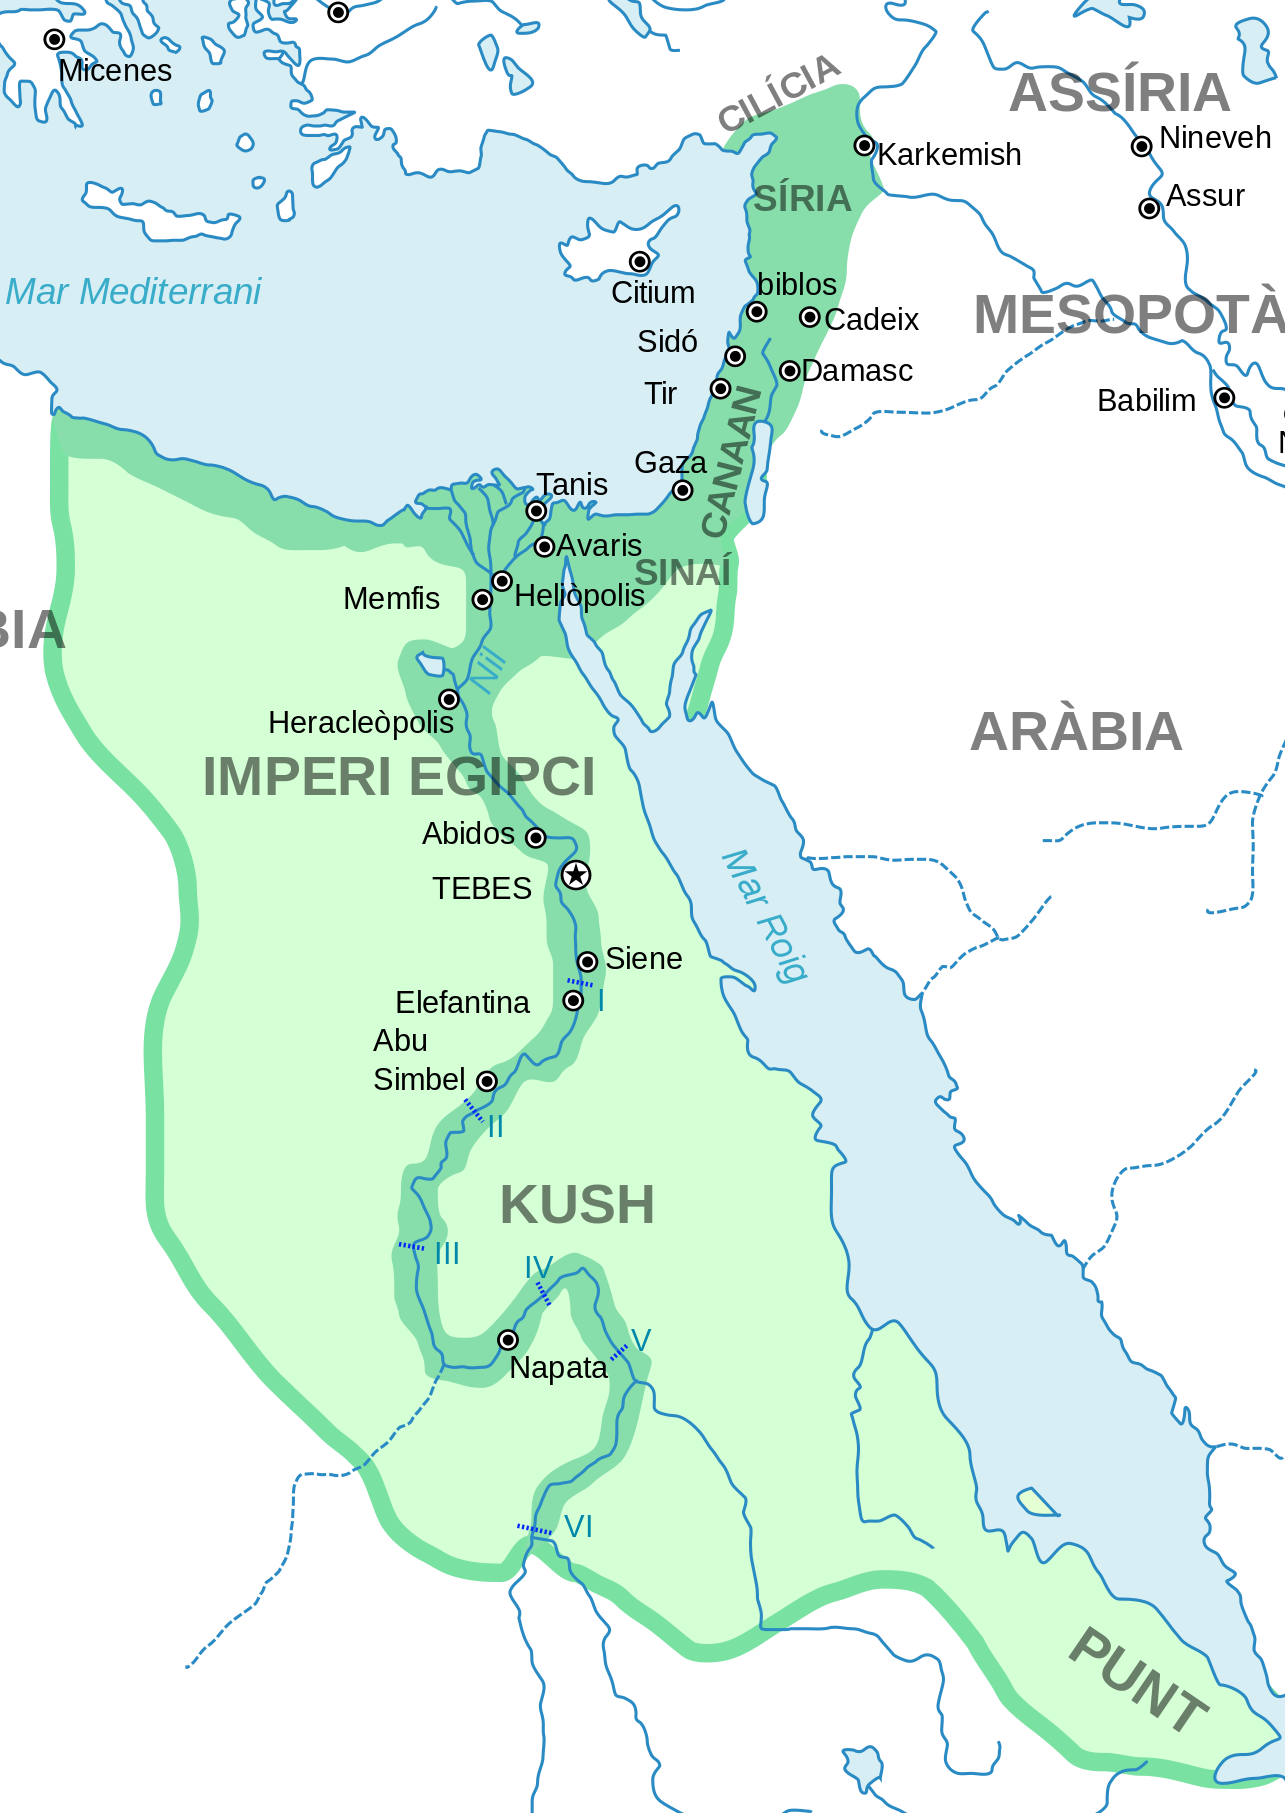 Micenes
CILÍCIA
ASSÍRIA
Nineveh
Karkemish
Assur
SÍRIA
Mar Mediterrani
Citium
biblos
Cadeix
MESOPOTÀ
Sidó
Damasc
Tir
Babilim
CANAAN
Gaza
Tanis
Avaris
SINAÍ
Memfis
Heliòpolis
BIA
Nil
Heracleòpolis
ARÀBIA
IMPERI EGIPCI
Abidos
TEBES
Mar Roig
Siene
Elefantina
I
Abu
Simbel
II
KUSH
III
IV
V
Napata
VI
PUNT